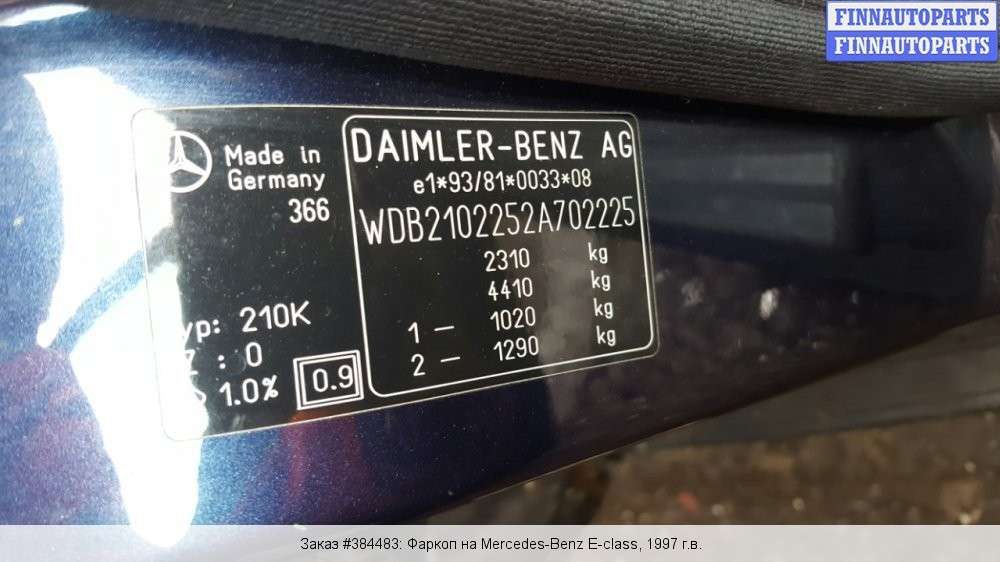 FINNAUTOPARTS
FINNAUTOPARTS
Made in
Germany
366
DAIMLER-BENZ AG
e1*93/81*0033*08
WDB2102252A702225
2310 kg
4410 kg
1 - 1020 kg
2 - 1290 kg
yp: 210K
: 0
1.0% 0.9
Заказ #384483: Фаркоп на Mercedes-Benz E-class, 1997 г.в.